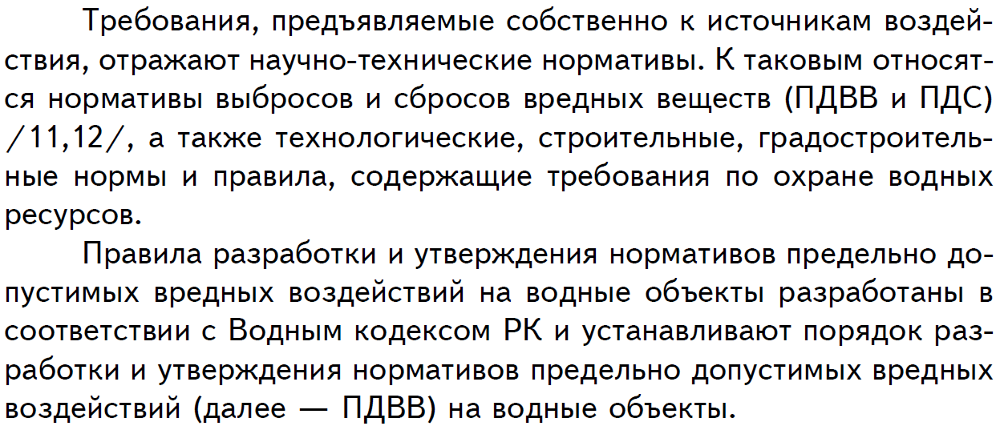 Требования, предъявляемые собственно к источникам воздей-
ствия, отражают научно-технические нормативы. К таковым относят-
ся нормативы выбросов и сбросов вредных веществ (ПДВВ и ПДС)
/11,12/, а также технологические, строительные, градостроитель-
ные нормы и правила, содержащие требования по охране водных
ресурсов.
Правила разработки и утверждения нормативов предельно до-
пустимых вредных воздействий на водные объекты разработаны в
соответствии с Водным кодексом РК и устанавливают порядок раз-
работки и утверждения нормативов предельно допустимых вредных
воздействий (далее — ПДВВ) на водные объекты.